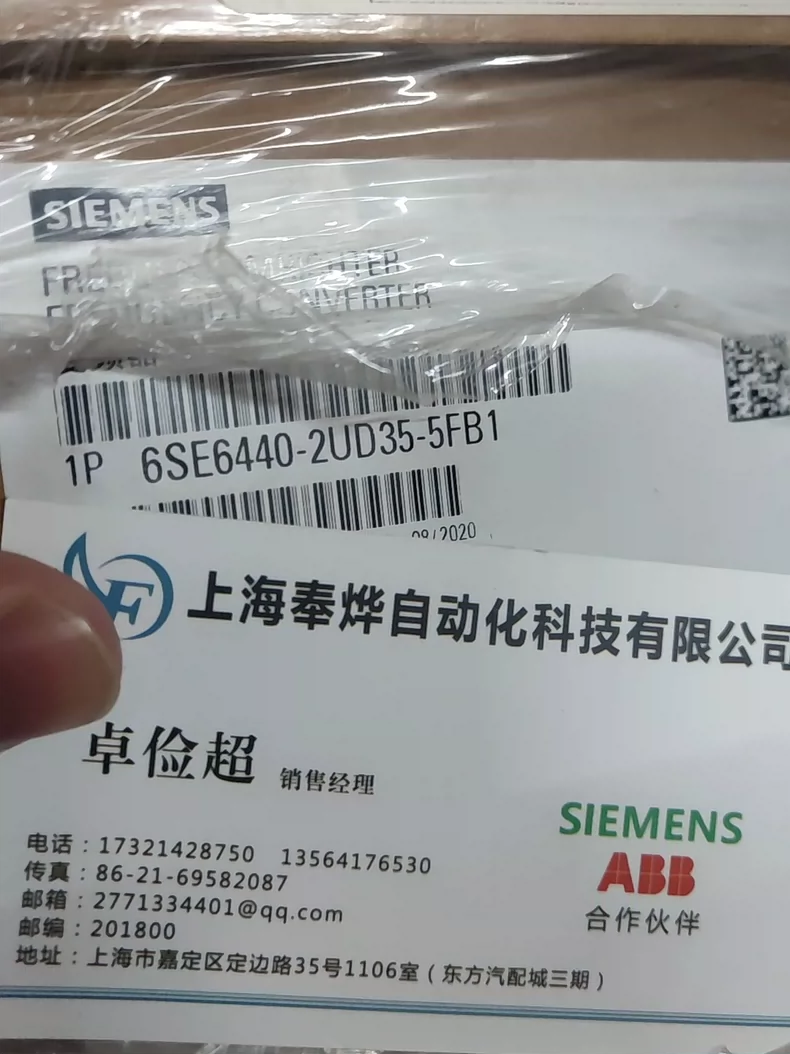 SIEMENS
CONVERTER
1P 6SE6440-2UD35-5FB1
08/2020
上海奉烨自动化科技有限公司
卓俭超 销售经理
SIEMENS
ABB
合作伙伴
电话：17321428750 13564176530
传真：86-21-69582087
邮箱：2771334401@qq.com
邮编：201800
地址：上海市嘉定区定边路35号1106室（东方汽配城三期）